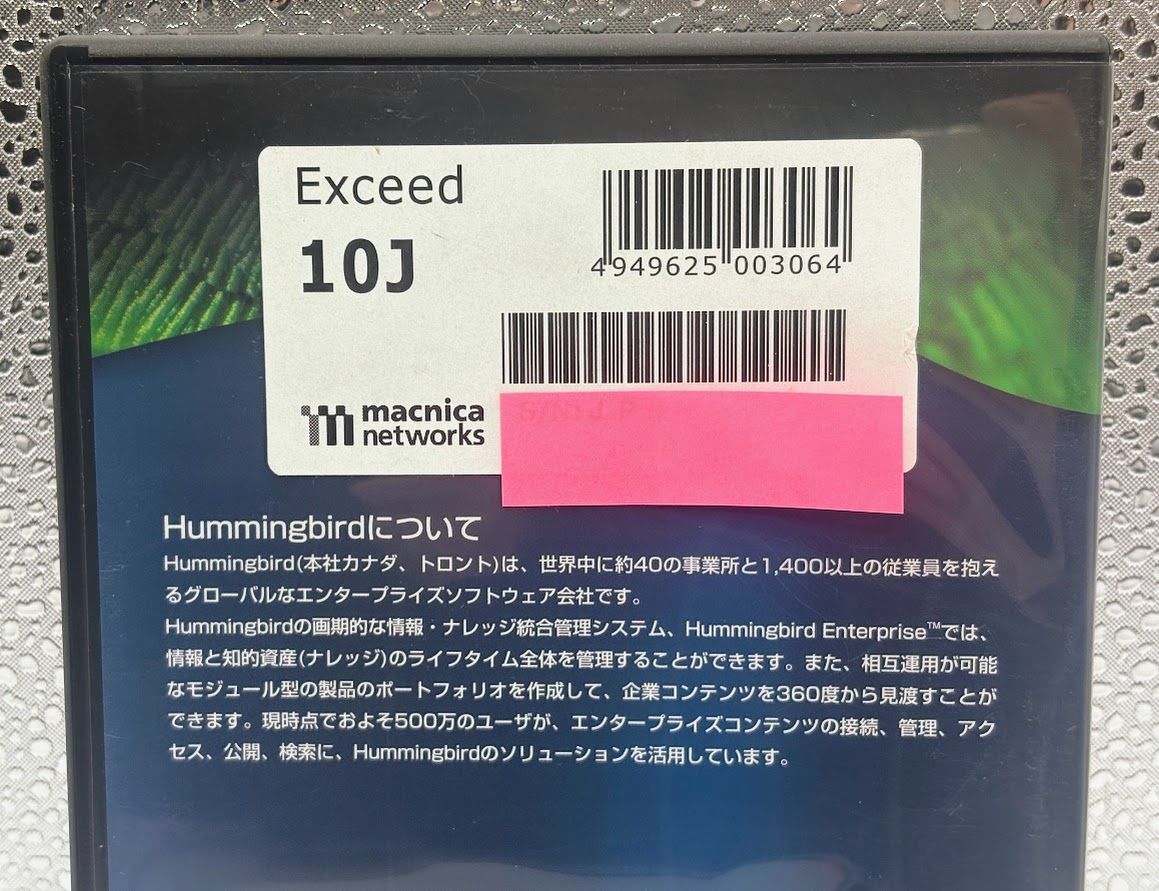 Exceed
10J
4949625 003064
macnica
networks
Hummingbirdについて
Hummingbird(本社カナダ、トロント)は、世界中に約40の事業所と1,400以上の従業員を抱え
るグローバルなエンタープライズソフトウェア会社です。
Hummingbirdの画期的な情報・ナレッジ統合管理システム、Hummingbird Enterprise™では、
情報と知的資産(ナレッジ)のライフタイム全体を管理することができます。また、相互運用が可能
なモジュール型の製品のポートフォリオを作成して、企業コンテンツを360度から見渡すことが
できます。現時点でおよそ500万のユーザが、エンタープライズコンテンツの接続、管理、アク
セス、公開、検索に、Hummingbirdのソリューションを活用しています。